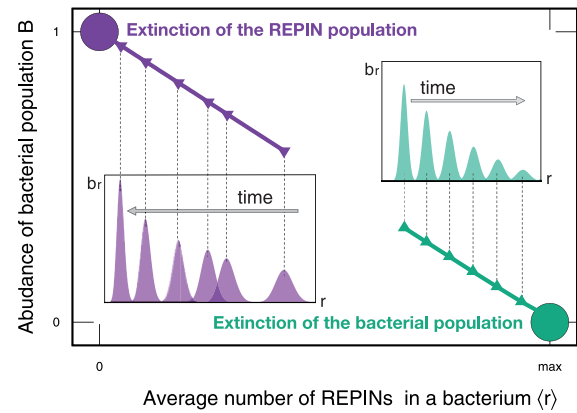 Abudance of bacterial population B
1
Extinction of the REPIN population
br
time
r
br
time
r
Extinction of the bacterial population
0
0
max
Average number of REPINs in a bacterium ⟨r⟩